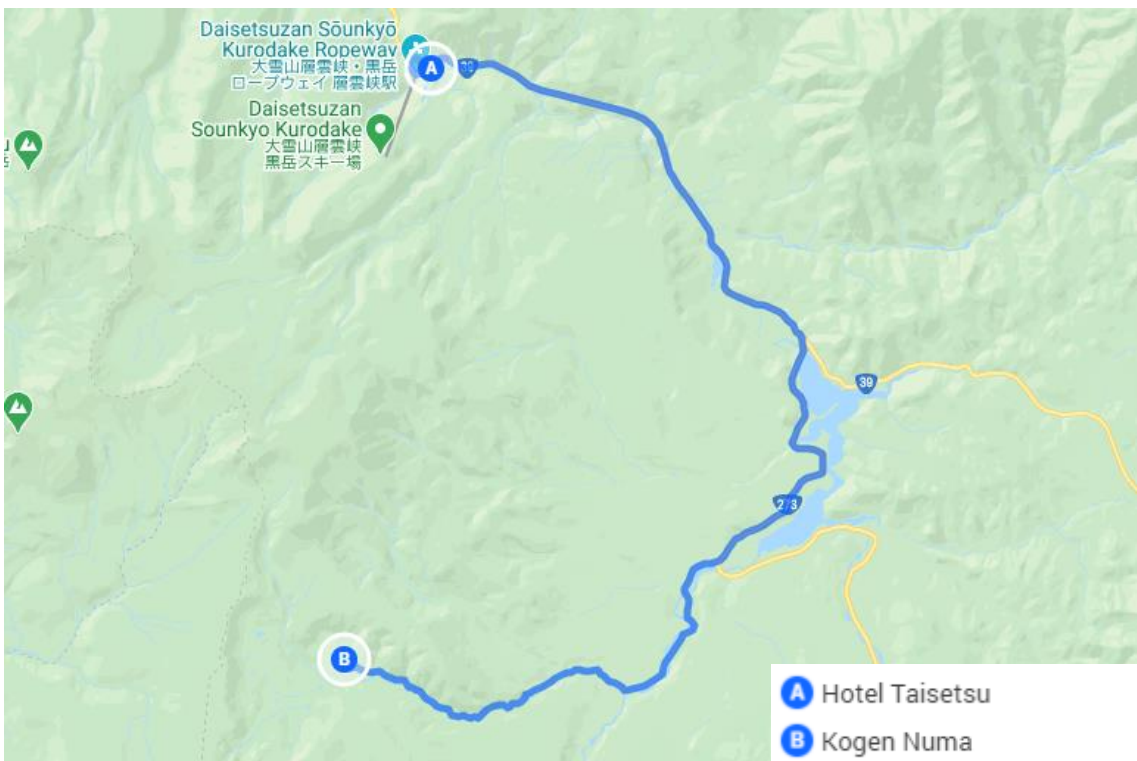 Daisetsuzan Sōunkyō
Kurodake Ropeway
大雪山層雲峡・黒岳
ロープウェイ 層雲峡駅
A
39
Daisetsuzan
Sounkyo Kurodake
大雪山層雲峡
黒岳スキー場
39
273
B
A Hotel Taisetsu
B Kogen Numa